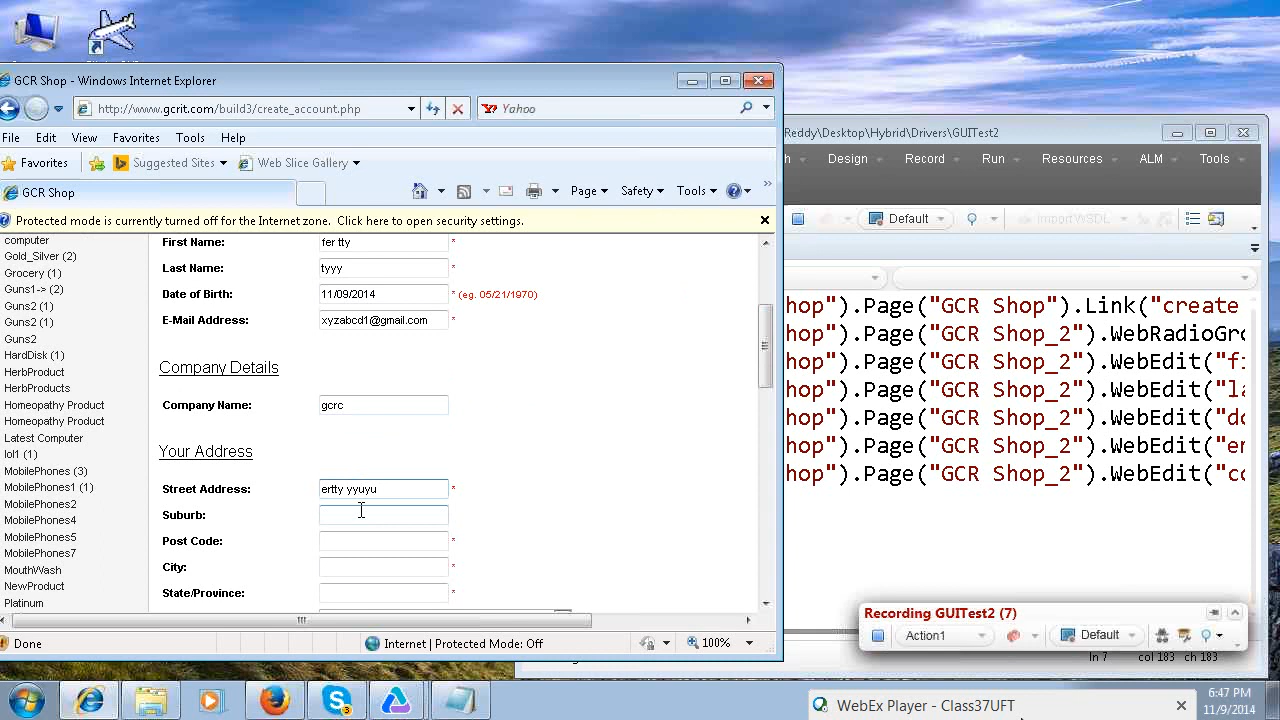 GCR Shop - Windows Internet Explorer
http://www.gcrit.com/build3/create_account.php
Yahoo
File Edit View Favorites Tools Help
Favorites
Suggested Sites
Web Slice Gallery
GCR Shop
Page Safety Tools
Protected mode is currently turned off for the Internet zone. Click here to open security settings.
computer
Gold_Silver (2)
Grocery (1)
Guns1-> (2)
Guns2 (1)
Guns2 (1)
Guns2
HardDisk (1)
HerbProduct
HerbProducts
Homeopathy Product
Homeopathy Product
Latest Computer
lol1 (1)
MobilePhones (3)
MobilePhones1 (1)
MobilePhones2
MobilePhones4
MobilePhones5
MobilePhones7
MouthWash
NewProduct
Platinum
First Name: fer tty *
Last Name: tyyy *
Date of Birth: 11/09/2014 * (eg. 05/21/1970)
E-Mail Address: xyzabcd1@gmail.com *
Company Details
Company Name: gcrc
Your Address
Street Address: ertty yyuyu *
Suburb:
Post Code: *
City: *
State/Province: *
Done
Internet | Protected Mode: Off
100%
Reddy\Desktop\Hybrid\Drivers\GUITest2
h Design Record Run Resources ALM Tools
Default
Import WSDL
hop").Page("GCR Shop").Link("create
hop").Page("GCR Shop_2").WebRadioGro
hop").Page("GCR Shop_2").WebEdit("fi
hop").Page("GCR Shop_2").WebEdit("la
hop").Page("GCR Shop_2").WebEdit("do
hop").Page("GCR Shop_2").WebEdit("em
hop").Page("GCR Shop_2").WebEdit("co
Recording GUITest2 (7)
Action1
Default
ln 7 col 183 ch 183
WebEx Player - Class37UFT
6:47 PM
11/9/2014